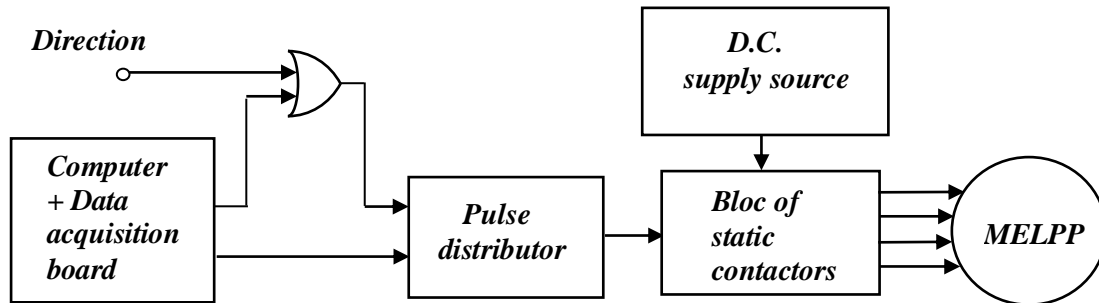 Direction
D.C.
supply source
Computer
+ Data
acquisition
board
Pulse
distributor
Bloc of
static
contactors
MELPP